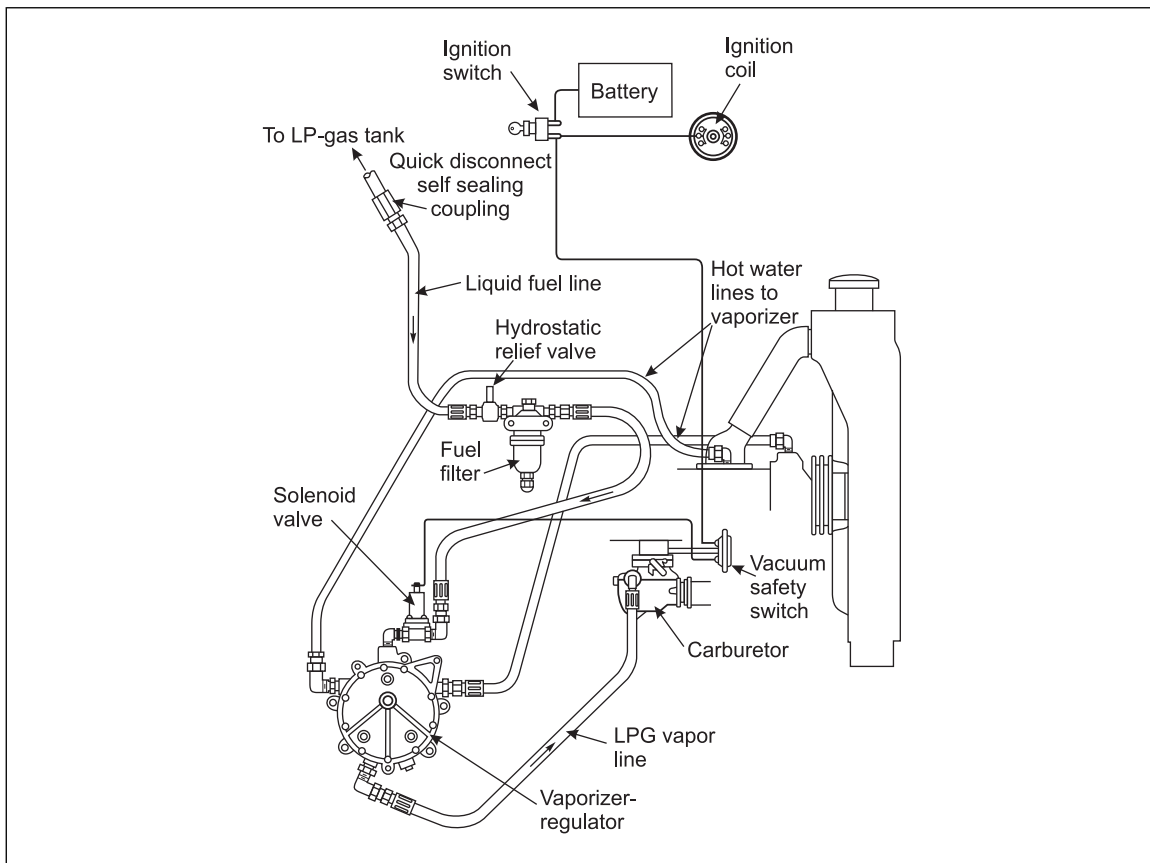 Ignition
switch
Battery
Ignition
coil
To LP-gas tank
Quick disconnect
self sealing
coupling
Liquid fuel line
Hot water
lines to
vaporizer
Hydrostatic
relief valve
Fuel
filter
Solenoid
valve
Vacuum
safety
switch
Carburetor
LPG vapor
line
Vaporizer-
regulator